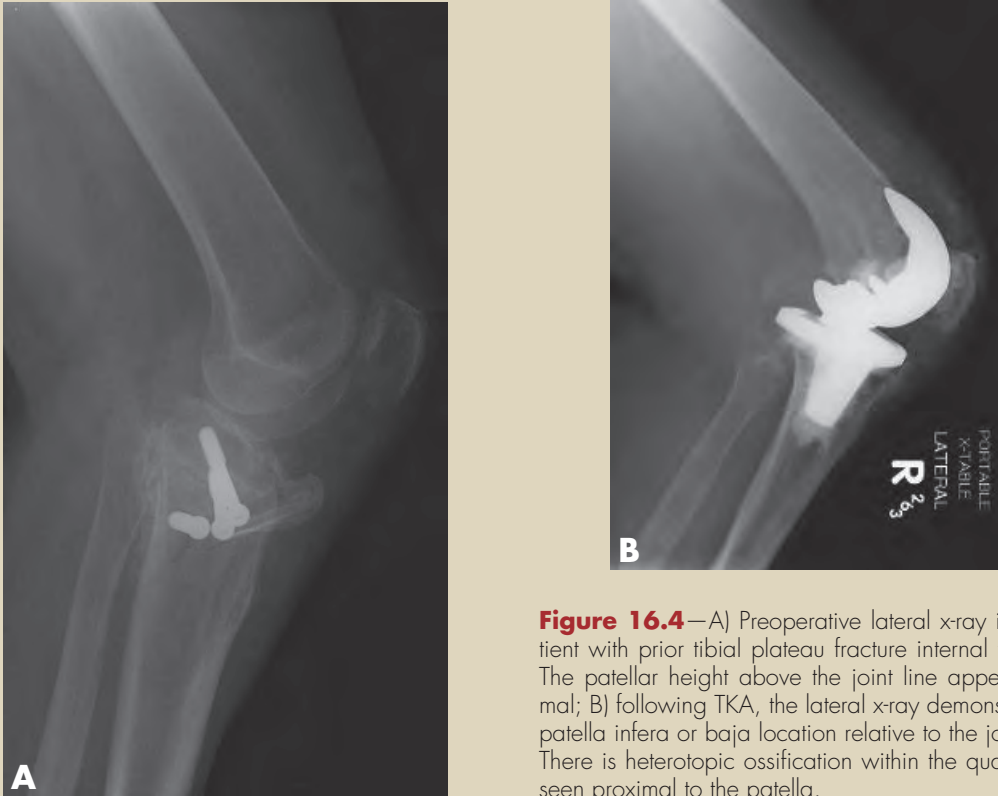 A
B
PORTABLE
X-TABLE
LATERAL
R
Figure 16.4—A) Preoperative lateral x-ray
tient with prior tibial plateau fracture internal
The patellar height above the joint line appe
mal; B) following TKA, the lateral x-ray demons
patella infera or baja location relative to the jo
There is heterotopic ossification within the quo
seen proximal to the patella.